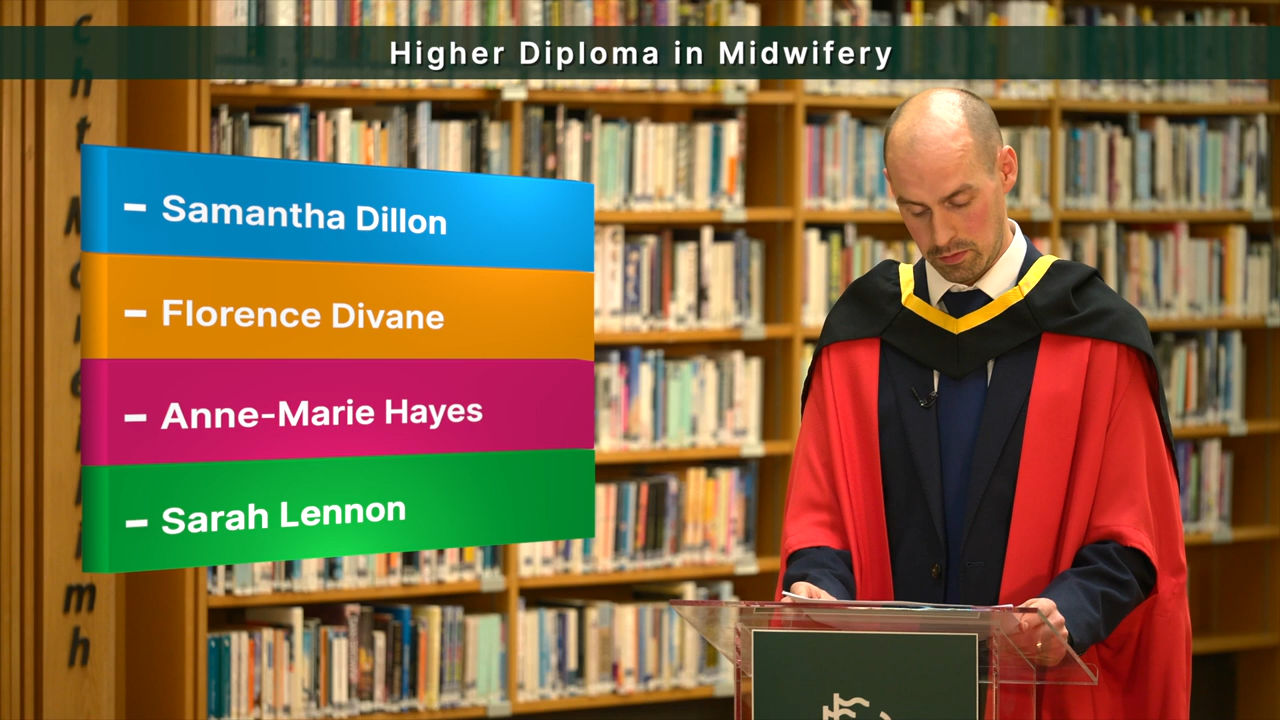 Higher Diploma in Midwifery
– Samantha Dillon
– Florence Divane
– Anne-Marie Hayes
– Sarah Lennon